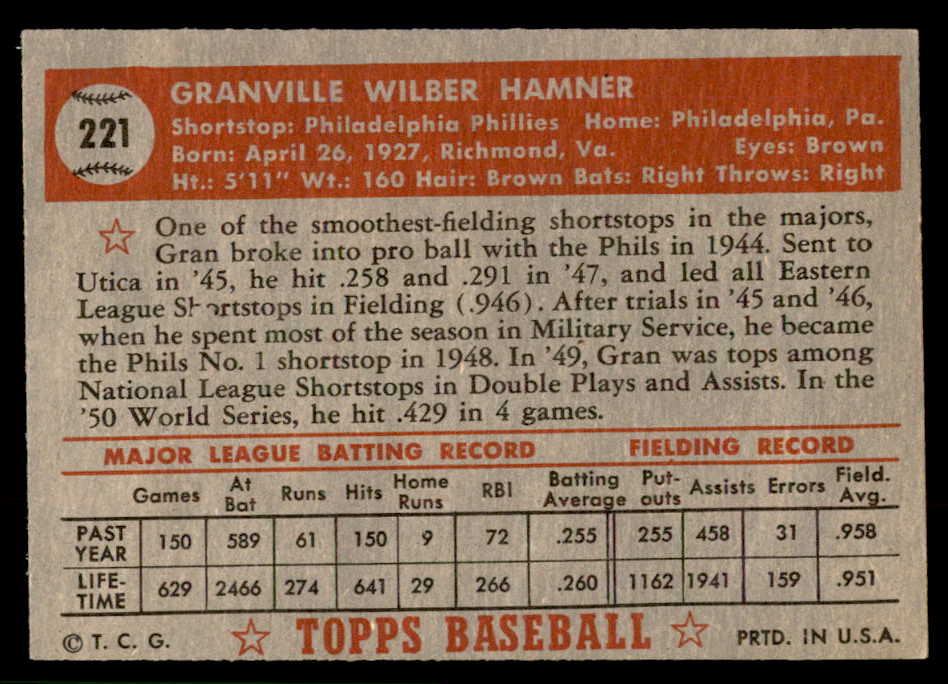 221
GRANVILLE WILBER HAMNER
Shortstop: Philadelphia Phillies Home: Philadelphia, Pa.
Born: April 26, 1927, Richmond, Va. Eyes: Brown
Ht.: 5'11" Wt.: 160 Hair: Brown Bats: Right Throws: Right
One of the smoothest-fielding shortstops in the majors,
Gran broke into pro ball with the Phils in 1944. Sent to
Utica in '45, he hit .258 and .291 in '47, and led all Eastern
League Shortstops in Fielding (.946). After trials in '45 and '46,
when he spent most of the season in Military Service, he became
the Phils No. 1 shortstop in 1948. In '49, Gran was tops among
National League Shortstops in Double Plays and Assists. In the
'50 World Series, he hit .429 in 4 games.
MAJOR LEAGUE BATTING RECORD FIELDING RECORD
Games At Bat Runs Hits Home Runs RBI Batting Average Put-outs Assists Errors Field. Avg.
PAST YEAR 150 589 61 150 9 72 .255 255 458 31 .958
LIFE-TIME 629 2466 274 641 29 266 .260 1162 1941 159 .951
© T. C. G. TOPPS BASEBALL PRTD. IN U.S.A.